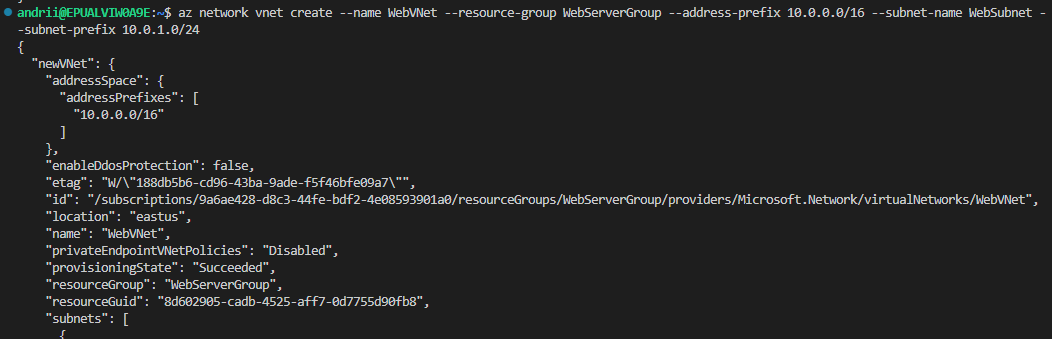 andrii@EPUALVIW0A9E:~$ az network vnet create --name WebVNet --resource-group WebServerGroup --address-prefix 10.0.0.0/16 --subnet-name WebSubnet -
-subnet-prefix 10.0.1.0/24
{
  "newVNet": {
    "addressSpace": {
      "addressPrefixes": [
        "10.0.0.0/16"
      ]
    },
    "enableDdosProtection": false,
    "etag": "W/\"188db5b6-cd96-43ba-9ade-f5f46bfe09a7\"",
    "id": "/subscriptions/9a6ae428-d8c3-44fe-bdf2-4e08593901a0/resourceGroups/WebServerGroup/providers/Microsoft.Network/virtualNetworks/WebVNet",
    "location": "eastus",
    "name": "WebVNet",
    "privateEndpointVNetPolicies": "Disabled",
    "provisioningState": "Succeeded",
    "resourceGroup": "WebServerGroup",
    "resourceGuid": "8d602905-cadb-4525-aff7-0d7755d90fb8",
    "subnets": [
      {